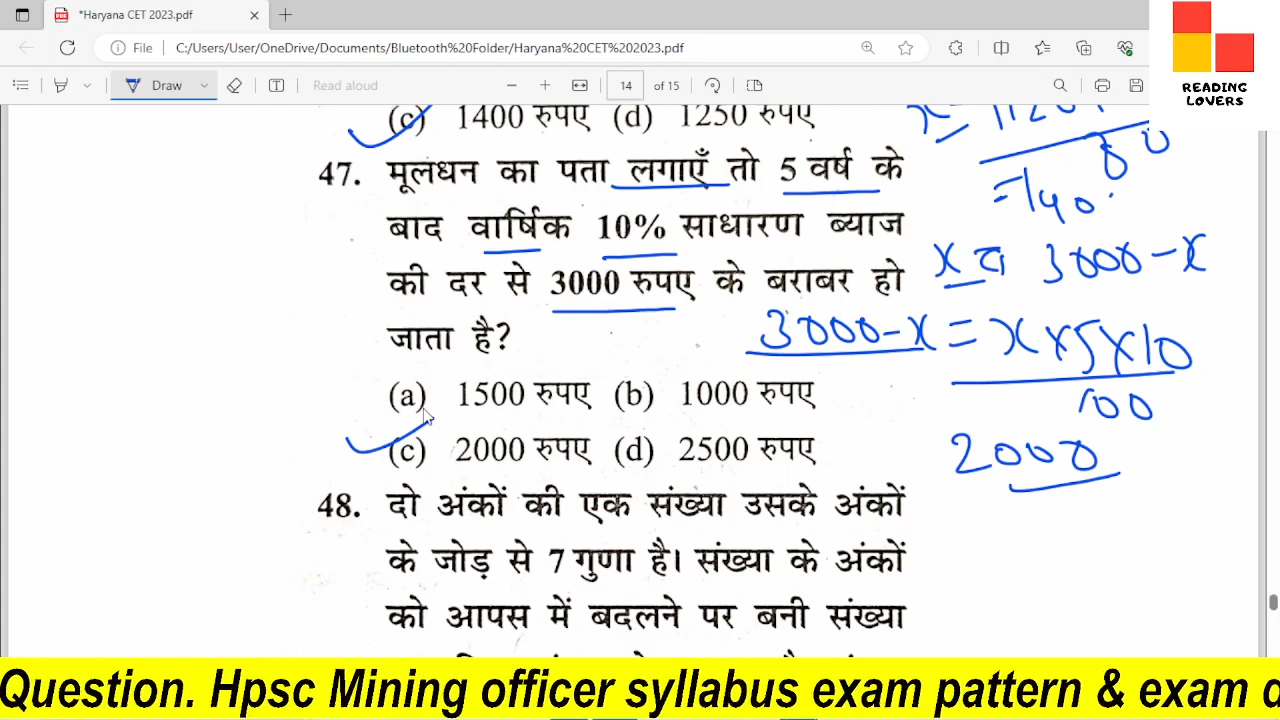 *Haryana CET 2023.pdf
File C:/Users/User/OneDrive/Documents/Bluetooth%20Folder/Haryana%20CET%202023.pdf
Draw Read aloud 14 of 15
READING
LOVERS
(c) 1400 रुपए (d) 1250 रुपए
47. मूलधन का पता लगाएँ तो 5 वर्ष के
बाद वार्षिक 10% साधारण ब्याज
की दर से 3000 रुपए के बराबर हो
जाता है?
(a) 1500 रुपए (b) 1000 रुपए
(c) 2000 रुपए (d) 2500 रुपए
48. दो अंकों की एक संख्या उसके अंकों
के जोड़ से 7 गुणा है। संख्या के अंकों
को आपस में बदलने पर बनी संख्या
80
=140
3000-x
3000-x = x×5×10
100
2000
Question. Hpsc Mining officer syllabus exam pattern & exam